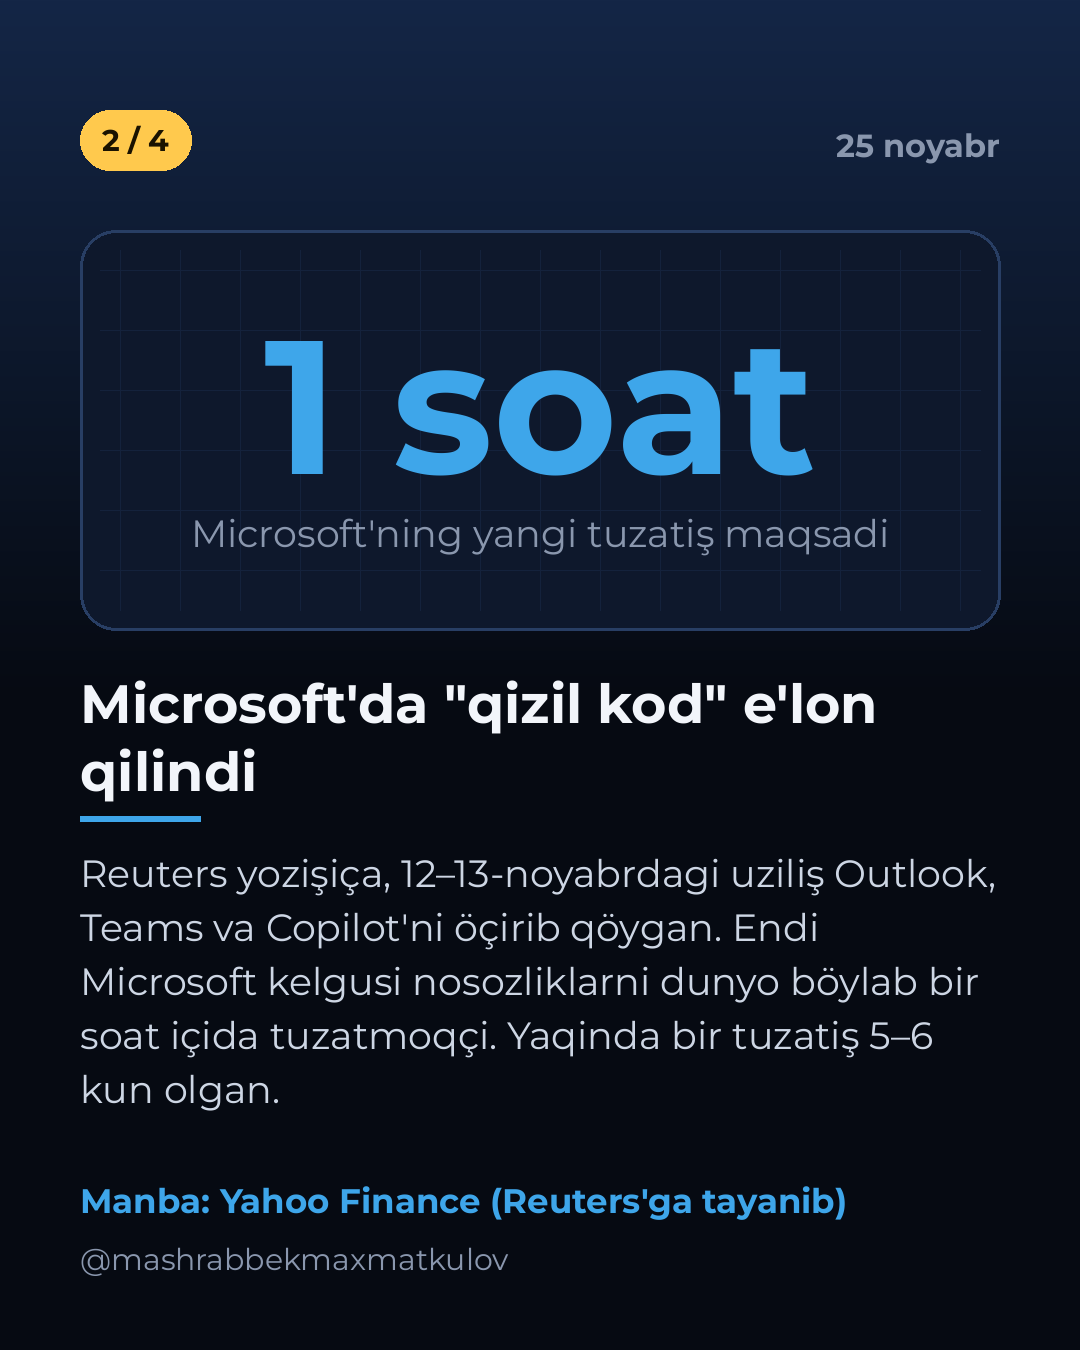 2 / 4
25 noyabr
1 soat
Microsoft'ning yangi tuzatiş maqsadi
Microsoft'da "qizil kod" e'lon
qilindi
Reuters yozişiça, 12–13-noyabrdagi uziliş Outlook,
Teams va Copilot'ni öçirib qöygan. Endi
Microsoft kelgusi nosozliklarni dunyo böylab bir
soat içida tuzatmoqçi. Yaqinda bir tuzatiş 5–6
kun olgan.
Manba: Yahoo Finance (Reuters'ga tayanib)
@mashrabbekmaxmatkulov